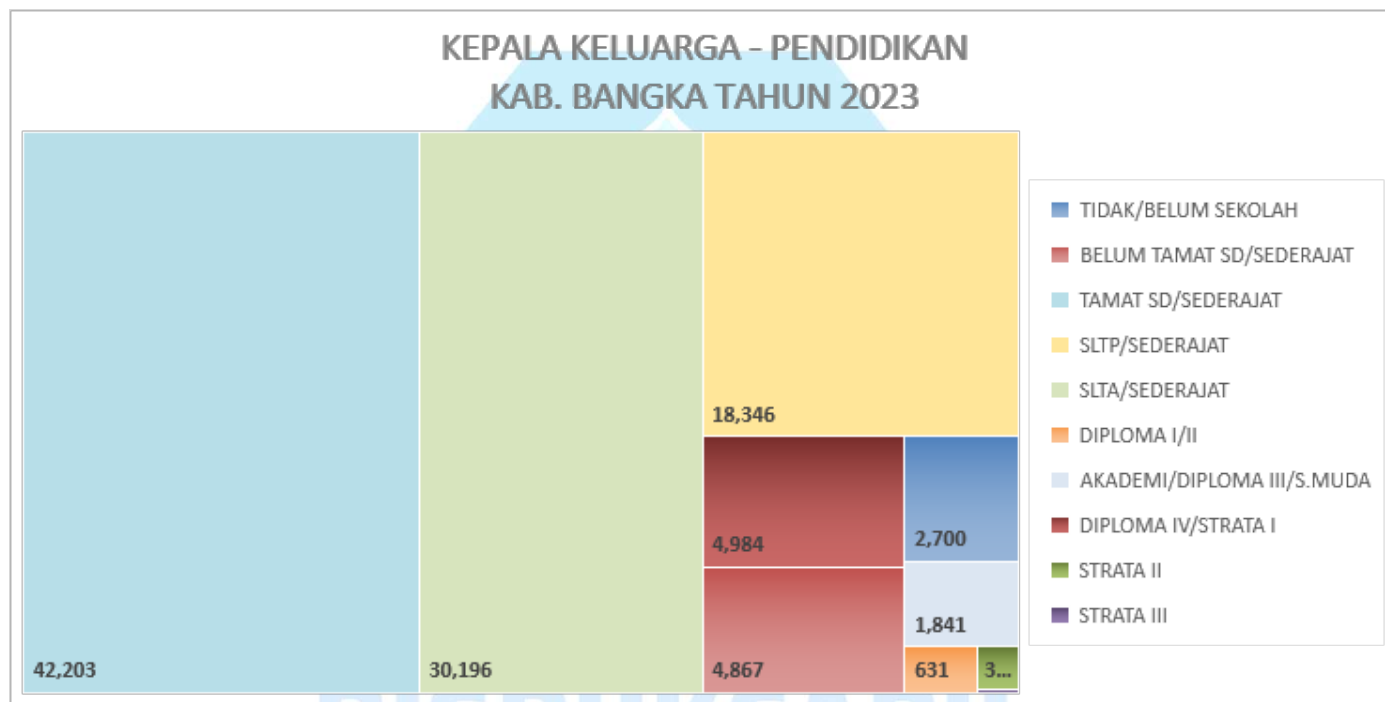 KEPALA KELUARGA - PENDIDIKAN
KAB. BANGKA TAHUN 2023
TIDAK/BELUM SEKOLAH
BELUM TAMAT SD/SEDERAJAT
TAMAT SD/SEDERAJAT
SLTP/SEDERAJAT
SLTA/SEDERAJAT
DIPLOMA I/II
AKADEMI/DIPLOMA III/S.MUDA
DIPLOMA IV/STRATA I
STRATA II
STRATA III
18,346
4,984
2,700
1,841
42,203
30,196
4,867
631
3...